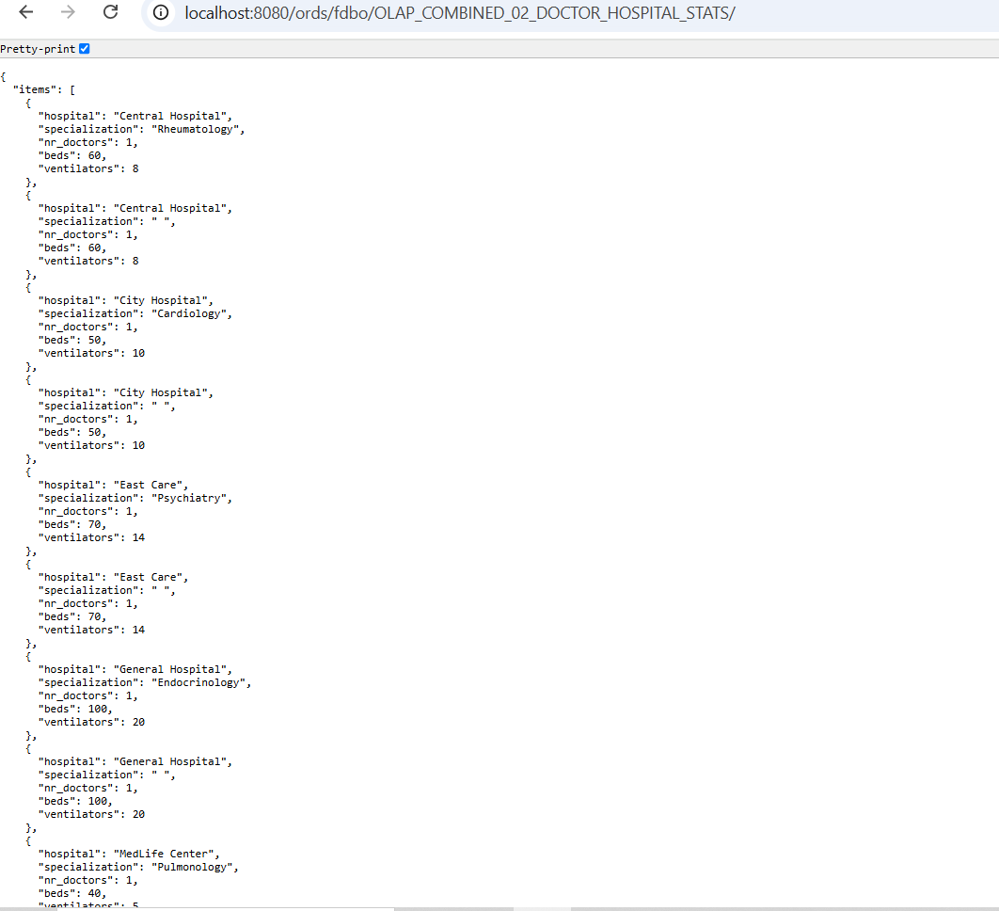 localhost:8080/ords/fdbo/OLAP_COMBINED_02_DOCTOR_HOSPITAL_STATS/
Pretty-print
{
  "items": [
    {
      "hospital": "Central Hospital",
      "specialization": "Rheumatology",
      "nr_doctors": 1,
      "beds": 60,
      "ventilators": 8
    },
    {
      "hospital": "Central Hospital",
      "specialization": " ",
      "nr_doctors": 1,
      "beds": 60,
      "ventilators": 8
    },
    {
      "hospital": "City Hospital",
      "specialization": "Cardiology",
      "nr_doctors": 1,
      "beds": 50,
      "ventilators": 10
    },
    {
      "hospital": "City Hospital",
      "specialization": " ",
      "nr_doctors": 1,
      "beds": 50,
      "ventilators": 10
    },
    {
      "hospital": "East Care",
      "specialization": "Psychiatry",
      "nr_doctors": 1,
      "beds": 70,
      "ventilators": 14
    },
    {
      "hospital": "East Care",
      "specialization": " ",
      "nr_doctors": 1,
      "beds": 70,
      "ventilators": 14
    },
    {
      "hospital": "General Hospital",
      "specialization": "Endocrinology",
      "nr_doctors": 1,
      "beds": 100,
      "ventilators": 20
    },
    {
      "hospital": "General Hospital",
      "specialization": " ",
      "nr_doctors": 1,
      "beds": 100,
      "ventilators": 20
    },
    {
      "hospital": "MedLife Center",
      "specialization": "Pulmonology",
      "nr_doctors": 1,
      "beds": 40,
      "ventilators": 5